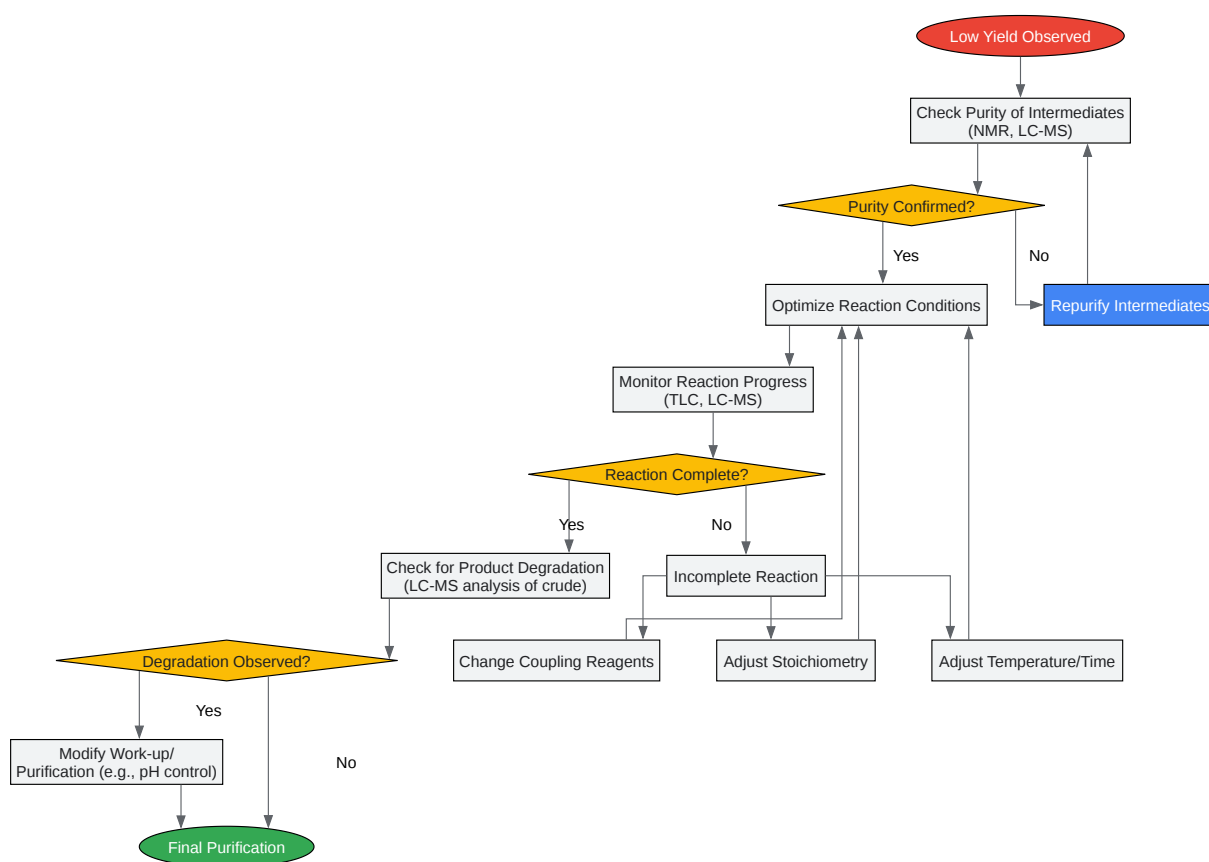 Low Yield Observed
Check Purity of Intermediates
(NMR, LC-MS)
Purity Confirmed?
Yes
No
Optimize Reaction Conditions
Repurify Intermediates
Monitor Reaction Progress
(TLC, LC-MS)
Reaction Complete?
Yes
No
Check for Product Degradation
(LC-MS analysis of crude)
Incomplete Reaction
Degradation Observed?
Change Coupling Reagents
Adjust Stoichiometry
Adjust Temperature/Time
Yes
No
Modify Work-up/
Purification (e.g., pH control)
Final Purification